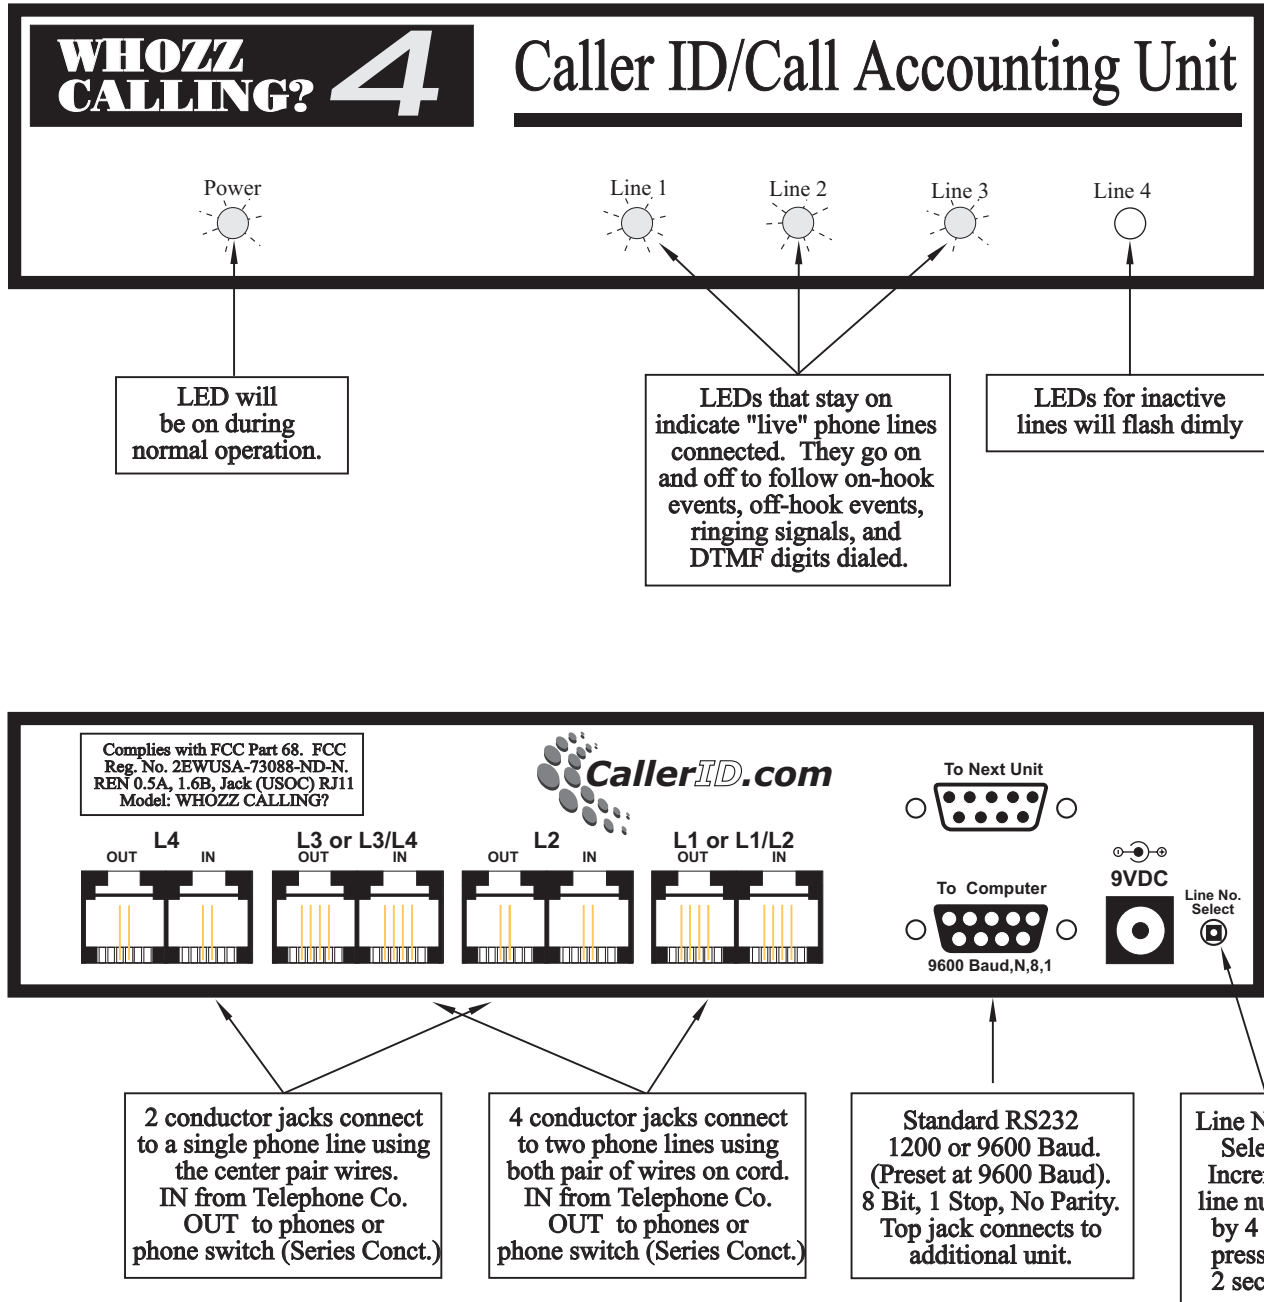 WHOZZ
CALLING? 4
Caller ID/Call Accounting Unit
Power
Line 1
Line 2
Line 3
Line 4
LED will
be on during
normal operation.
LEDs that stay on
indicate "live" phone lines
connected. They go on
and off to follow on-hook
events, off-hook events,
ringing signals, and
DTMF digits dialed.
LEDs for inactive
lines will flash dimly
Complies with FCC Part 68. FCC
Reg. No. 2EWUSA-73088-ND-N.
REN 0.5A, 1.6B, Jack (USOC) RJ11
Model: WHOZZ CALLING?
CallerID.com
To Next Unit
L4
OUT IN
L3 or L3/L4
OUT IN
L2
OUT IN
L1 or L1/L2
OUT IN
To Computer
9600 Baud,N,8,1
9VDC
Line No.
Select
2 conductor jacks connect
to a single phone line using
the center pair wires.
IN from Telephone Co.
OUT to phones or
phone switch (Series Conct.)
4 conductor jacks connect
to two phone lines using
both pair of wires on cord.
IN from Telephone Co.
OUT to phones or
phone switch (Series Conct.)
Standard RS232
1200 or 9600 Baud.
(Preset at 9600 Baud).
8 Bit, 1 Stop, No Parity.
Top jack connects to
additional unit.
Line
line
by 4
press
2